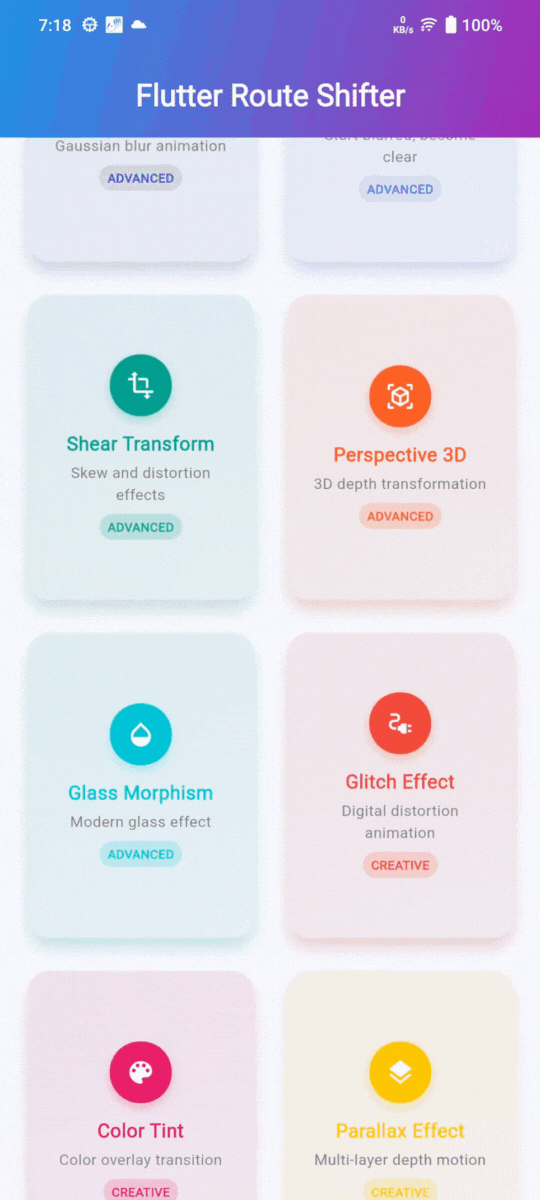 7:18
0
KB/s
100%
Flutter Route Shifter
Gaussian blur animation
ADVANCED
Start blurred, become
clear
ADVANCED
Shear Transform
Skew and distortion
effects
ADVANCED
Perspective 3D
3D depth transformation
ADVANCED
Glass Morphism
Modern glass effect
ADVANCED
Glitch Effect
Digital distortion
animation
CREATIVE
Color Tint
Color overlay transition
CREATIVE
Parallax Effect
Multi-layer depth motion
CREATIVE